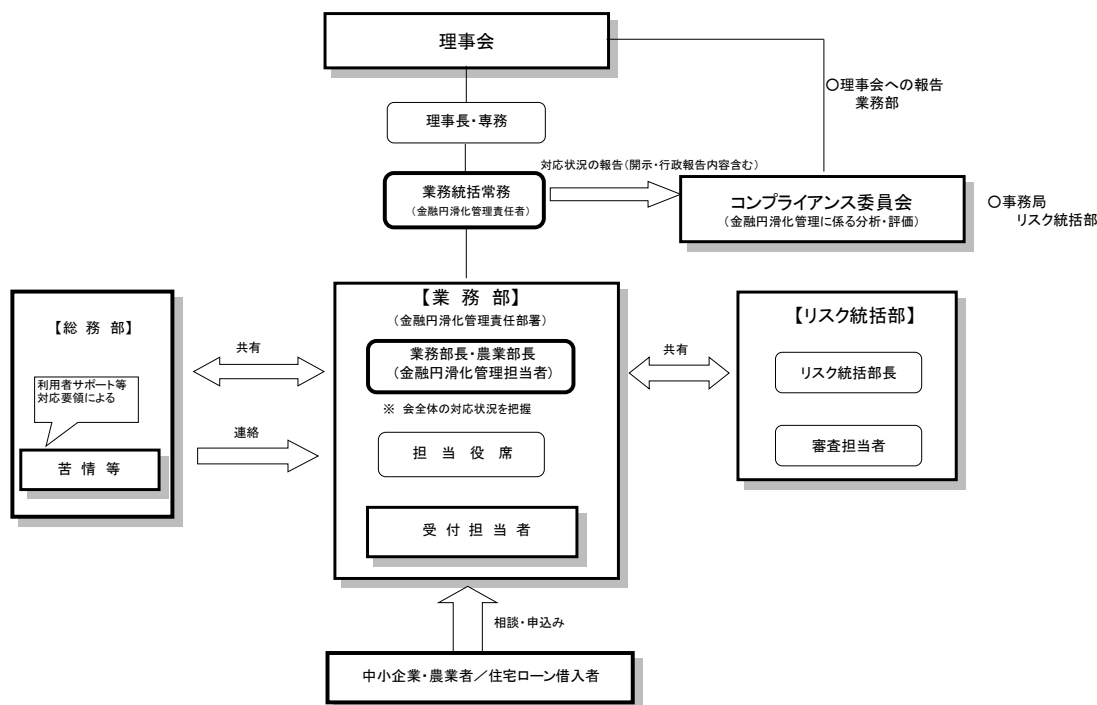 理事会
〇理事会への報告
業務部
理事長・専務
対応状況の報告(開示・行政報告内容含む)
業務統括常務
(金融円滑化管理責任者)
コンプライアンス委員会
(金融円滑化管理に係る分析・評価)
〇事務局
リスク統括部
【総 務 部】
利用者サポート等
対応要領による
苦 情 等
共有
連絡
【業 務 部】
(金融円滑化管理責任部署)
業務部長・農業部長
(金融円滑化管理担当者)
※ 会全体の対応状況を把握
担 当 役 席
受 付 担 当 者
共有
【リスク統括部】
リスク統括部長
審査担当者
相談・申込み
中小企業・農業者／住宅ローン借入者